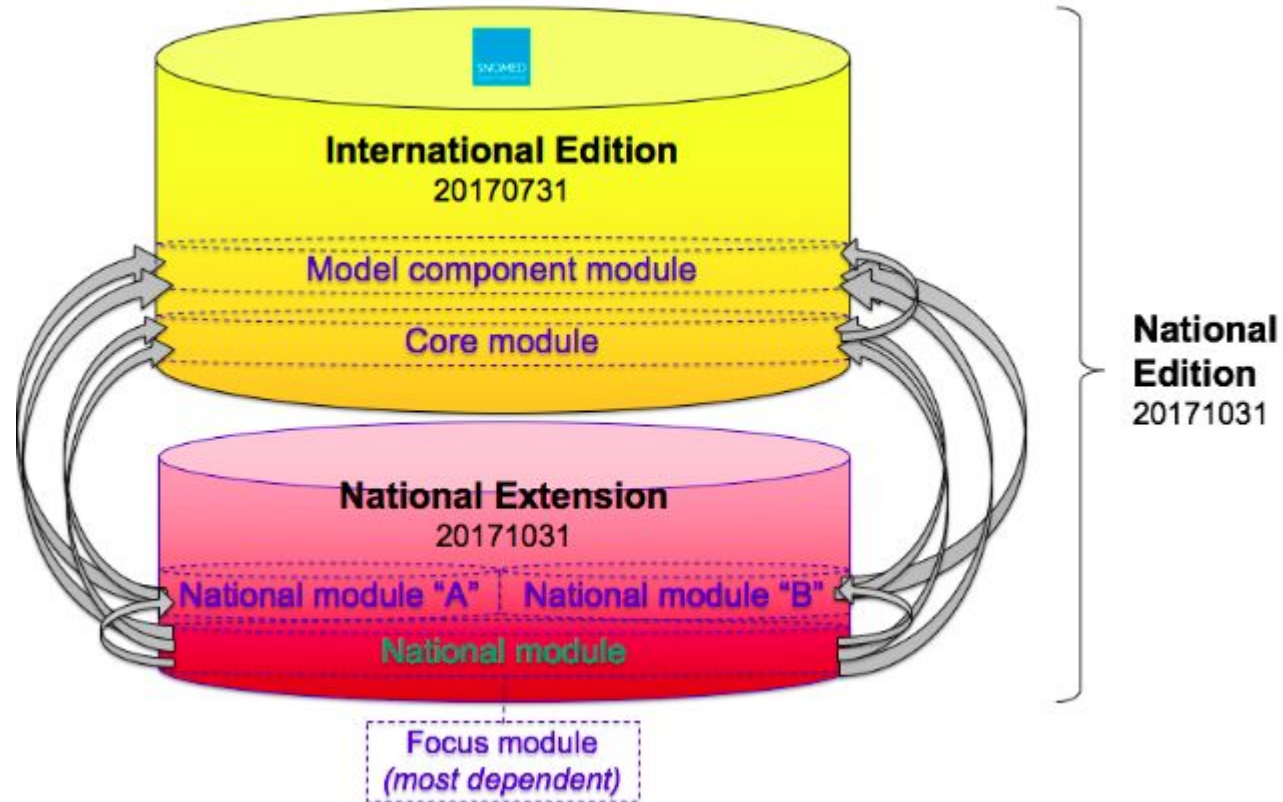 SNOMED
International Edition
20170731
Model component module
Core module
National
Edition
20171031
National Extension
20171031
National module “A”
National module “B”
National module
Focus module
(most dependent)